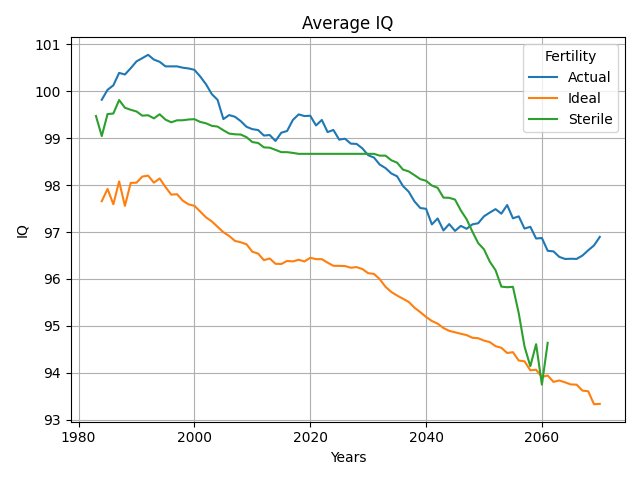 Average IQ
101
100
99
98
97
96
95
94
93
IQ
Fertility
Actual
Ideal
Sterile
1980
2000
2020
2040
2060
Years